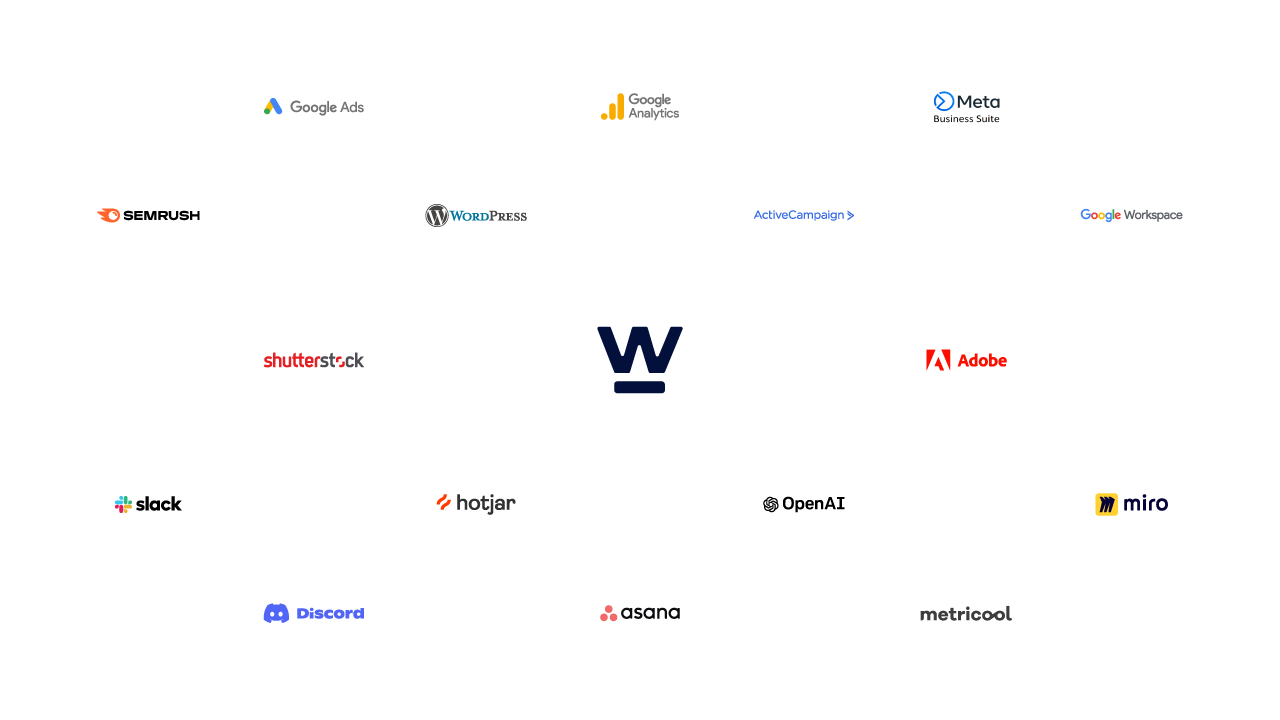 Google Ads
Google
Analytics
Meta
Business Suite
SEMRUSH
WORDPRESS
ActiveCampaign
Google Workspace
shutterstock
W
Adobe
slack
hotjar
OpenAI
miro
Discord
asana
metricool